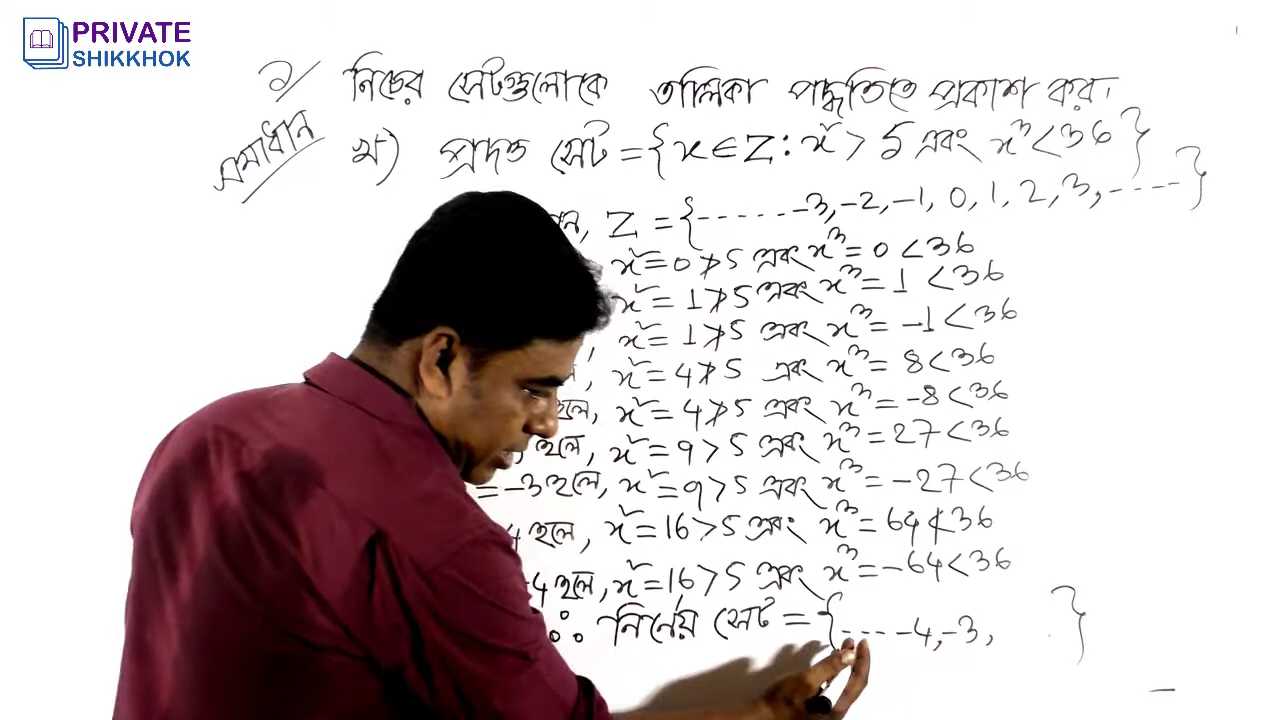 PRIVATE
SHIKKHOK
১/ নিচের সেটগুলোকে তালিকা পদ্ধতিতে প্রকাশ কর।
সমাধান
খ) প্রদত্ত সেট = {x ∈ Z : x² > 5 এবং x³ < 36}
Z = {------ -3, -2, -1, 0, 1, 2, 3, -----}
x² = 0 ≯ 5 এবং x³ = 0 < 36
x² = 1 ≯ 5 এবং x³ = 1 < 36
x² = 1 ≯ 5 এবং x³ = -1 < 36
x² = 4 ≯ 5 এবং x³ = 8 < 36
হলে, x² = 4 ≯ 5 এবং x³ = -8 < 36
হলে, x² = 9 > 5 এবং x³ = 27 < 36
= -3 হলে, x² = 9 > 5 এবং x³ = -27 < 36
4 হলে, x² = 16 > 5 এবং x³ = 64 ≮ 36
-4 হলে, x² = 16 > 5 এবং x³ = -64 < 36
∴ নির্ণেয় সেট = {---- -4, -3, }